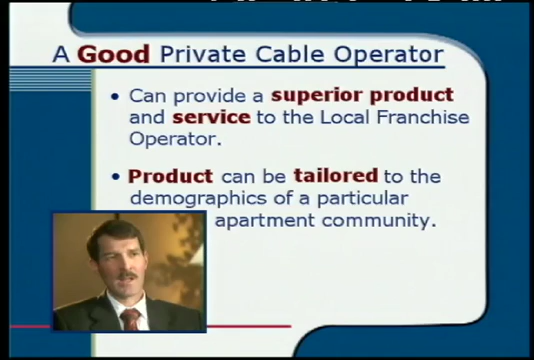 A Good Private Cable Operator
• Can provide a superior product
and service to the Local Franchise
Operator.
• Product can be tailored to the
demographics of a particular
apartment community.